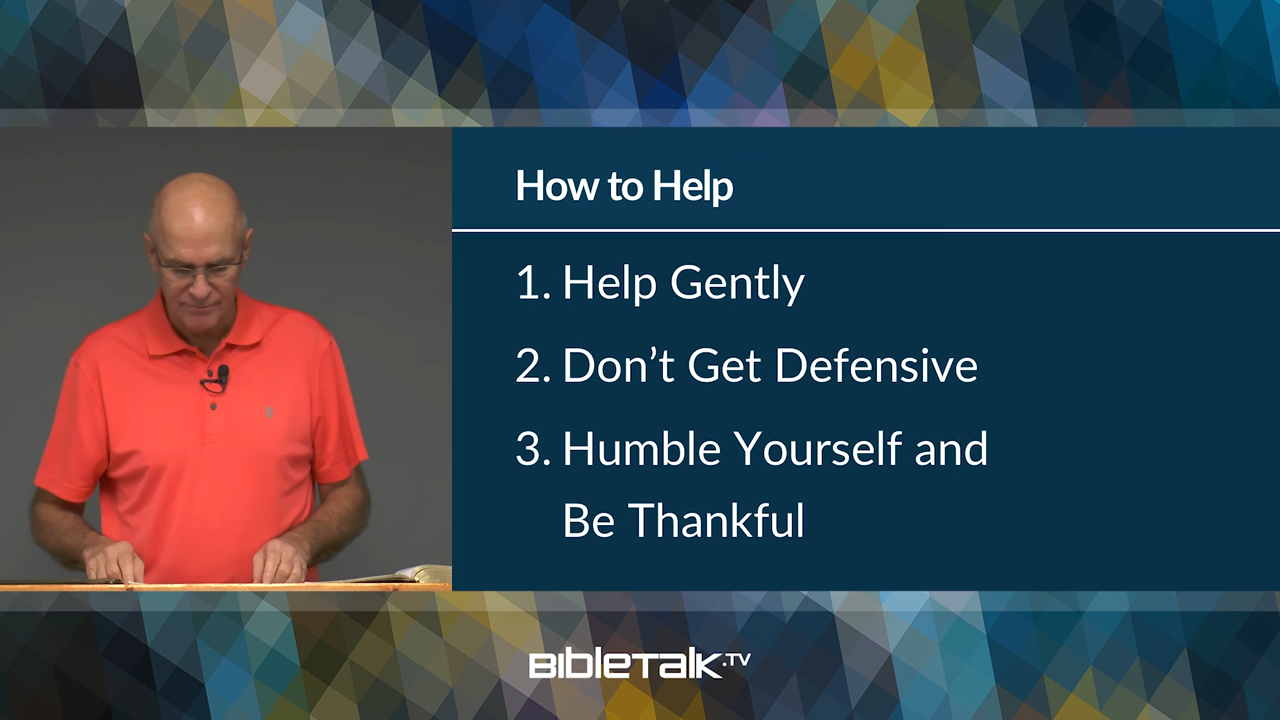 How to Help
1. Help Gently
2. Don’t Get Defensive
3. Humble Yourself and
Be Thankful
BIBLETALK.TV